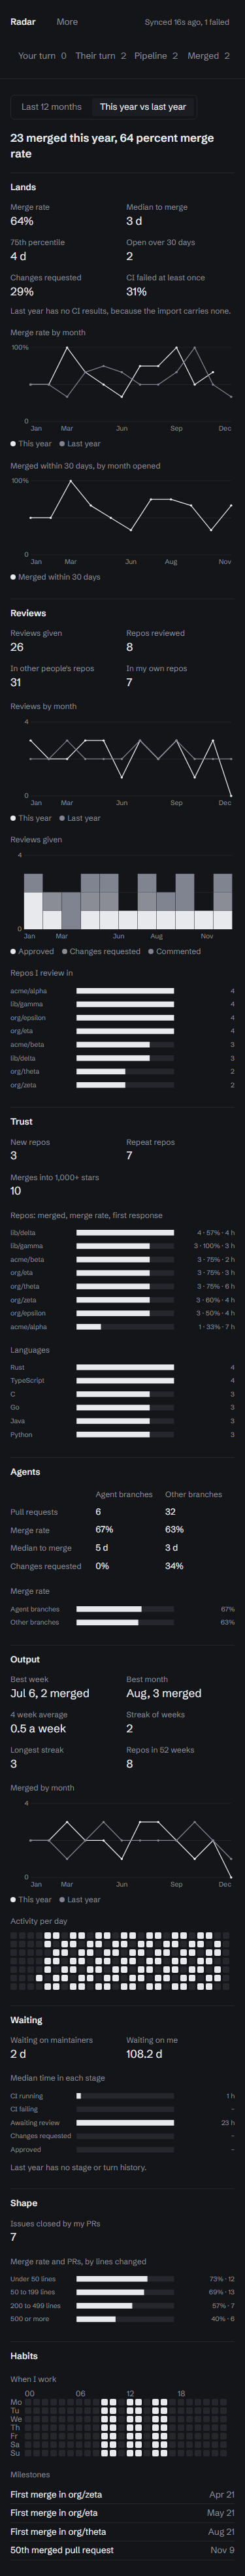 Radar More Synced 16s ago, 1 failed
Your turn 0 Their turn 2 Pipeline 2 Merged 2
Last 12 months This year vs last year
23 merged this year, 64 percent merge
rate
Lands
Merge rate Median to merge
64% 3 d
75th percentile Open over 30 days
4 d 2
Changes requested CI failed at least once
29% 31%
Last year has no CI results, because the import carries none.
Merge rate by month
100%
0
Jan Mar Jun Sep Dec
This year Last year
Merged within 30 days, by month opened
100%
0
Jan Mar Jun Aug Nov
Merged within 30 days
Reviews
Reviews given Repos reviewed
26 8
In other people's repos In my own repos
31 7
Reviews by month
4
0
Jan Mar Jun Sep Dec
This year Last year
Reviews given
4
0
Jan Mar Jun Aug Nov
Approved Changes requested Commented
Repos I review in
acme/alpha 4
lib/gamma 4
org/epsilon 4
org/eta 4
acme/beta 3
lib/delta 3
org/theta 2
org/zeta 2
Trust
New repos Repeat repos
3 7
Merges into 1,000+ stars
10
Repos: merged, merge rate, first response
lib/delta 4 · 57% · 4 h
lib/gamma 3 · 100% · 3 h
acme/beta 3 · 75% · 2 h
org/eta 3 · 75% · 3 h
org/theta 3 · 75% · 6 h
org/zeta 3 · 60% · 4 h
org/epsilon 3 · 50% · 4 h
acme/alpha 1 · 33% · 7 h
Languages
Rust 4
TypeScript 4
C 3
Go 3
Java 3
Python 3
Agents
Agent branches Other branches
Pull requests 6 32
Merge rate 67% 63%
Median to merge 5 d 3 d
Changes requested 0% 34%
Merge rate
Agent branches 67%
Other branches 63%
Output
Best week Best month
Jul 6, 2 merged Aug, 3 merged
4 week average Streak of weeks
0.5 a week 2
Longest streak Repos in 52 weeks
3 8
Merged by month
4
0
Jan Mar Jun Sep Dec
This year Last year
Activity per day
Waiting
Waiting on maintainers Waiting on me
2 d 108.2 d
Median time in each stage
CI running 1 h
CI failing -
Awaiting review 23 h
Changes requested -
Approved -
Last year has no stage or turn history.
Shape
Issues closed by my PRs
7
Merge rate and PRs, by lines changed
Under 50 lines 73% · 12
50 to 199 lines 69% · 13
200 to 499 lines 57% · 7
500 or more 40% · 6
Habits
When I work
00 06 12 18
Mo
Tu
We
Th
Fr
Sa
Su
Milestones
First merge in org/zeta Apr 21
First merge in org/eta May 21
First merge in org/theta Aug 21
50th merged pull request Nov 9